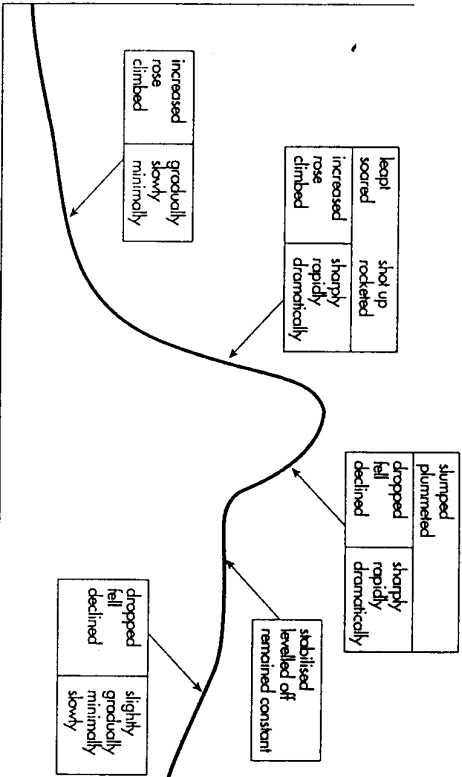 increased gradually
rose slowly
climbed minimally
leapt shot up
soared rocketed
increased sharply
rose rapidly
climbed dramatically
slumped
plummeted
dropped sharply
fell rapidly
declined dramatically
stabilised
levelled off
remained constant
dropped slightly
fell gradually
declined minimally
slowly